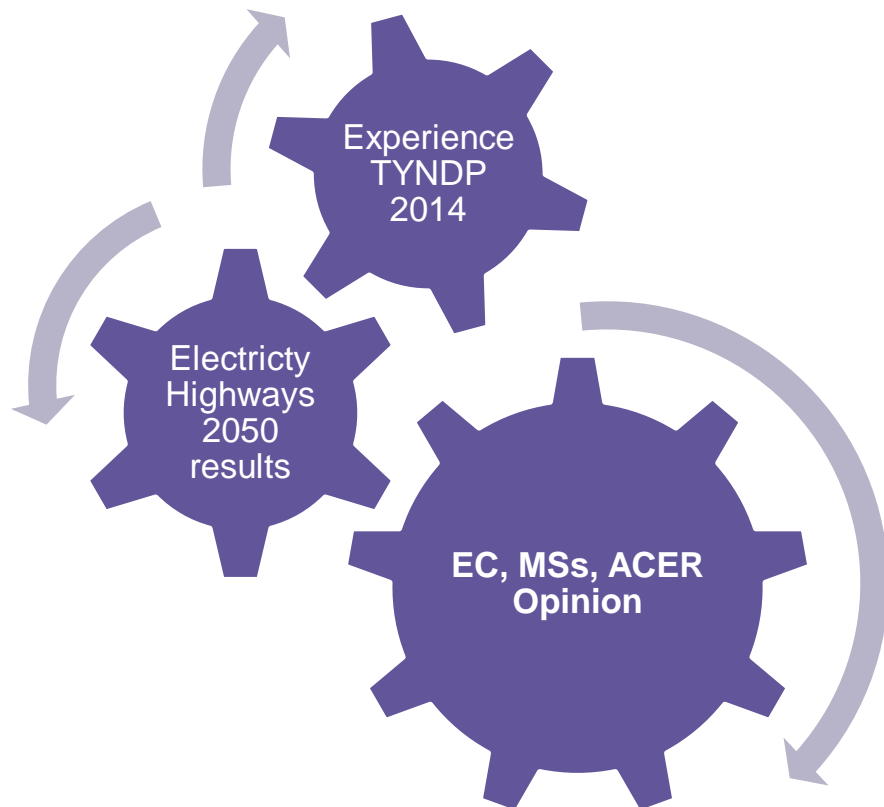 Experience
TYNDP
2014
Electricty
Highways
2050
results
EC, MSs, ACER
Opinion